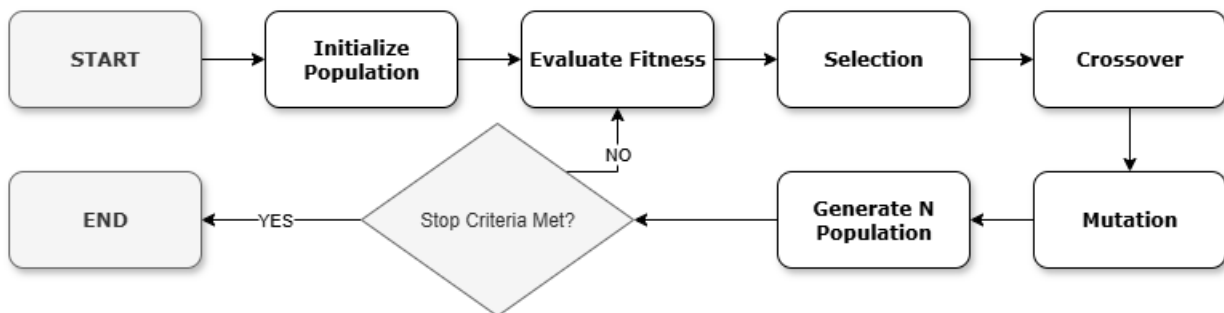 START
Initialize
Population
Evaluate Fitness
Selection
Crossover
NO
END
YES
Stop Criteria Met?
Generate N
Population
Mutation